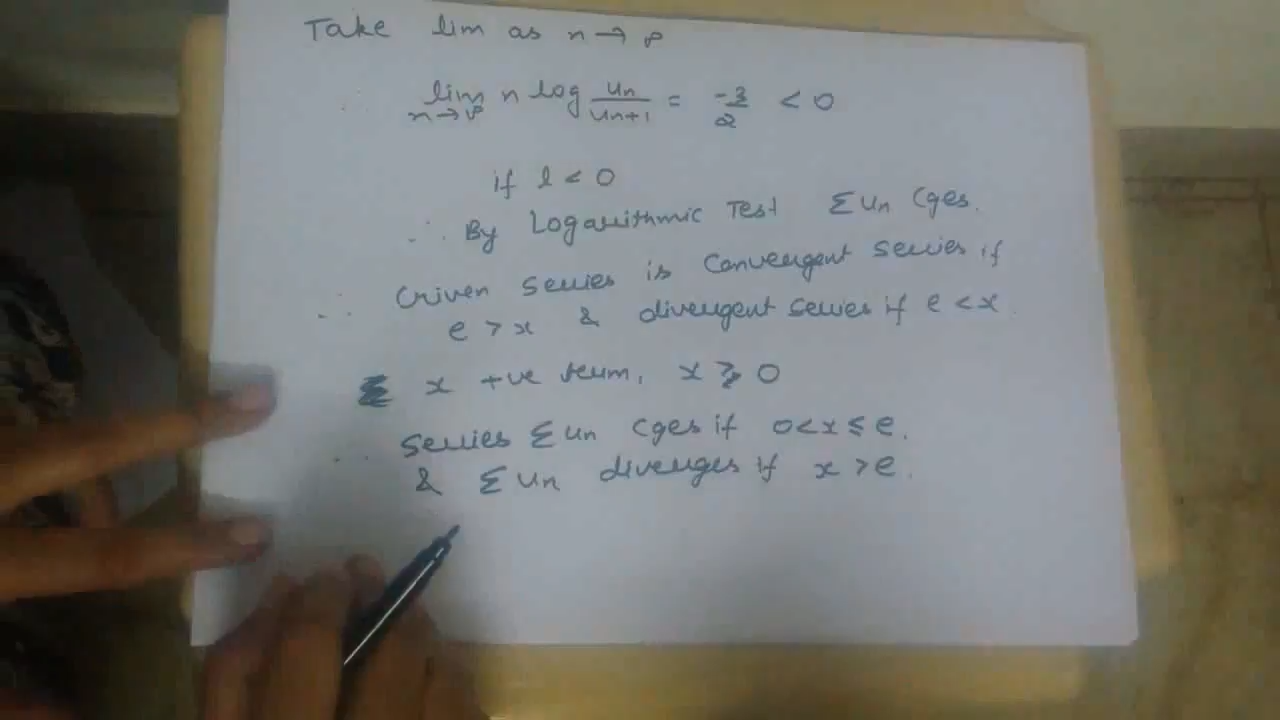 Take lim as n → ∞
∴ lim n→∞ n log un/un+1 = -3/2 < 0
if l < 0
∴ By Logarithmic Test Σun Cges.
∴ Given series is Convergent series if
e > x & divergent series if e < x.
x +ve term, x ≥ 0
∴ series Σun Cges if 0<x≤e.
& Σun diverges if x >e.